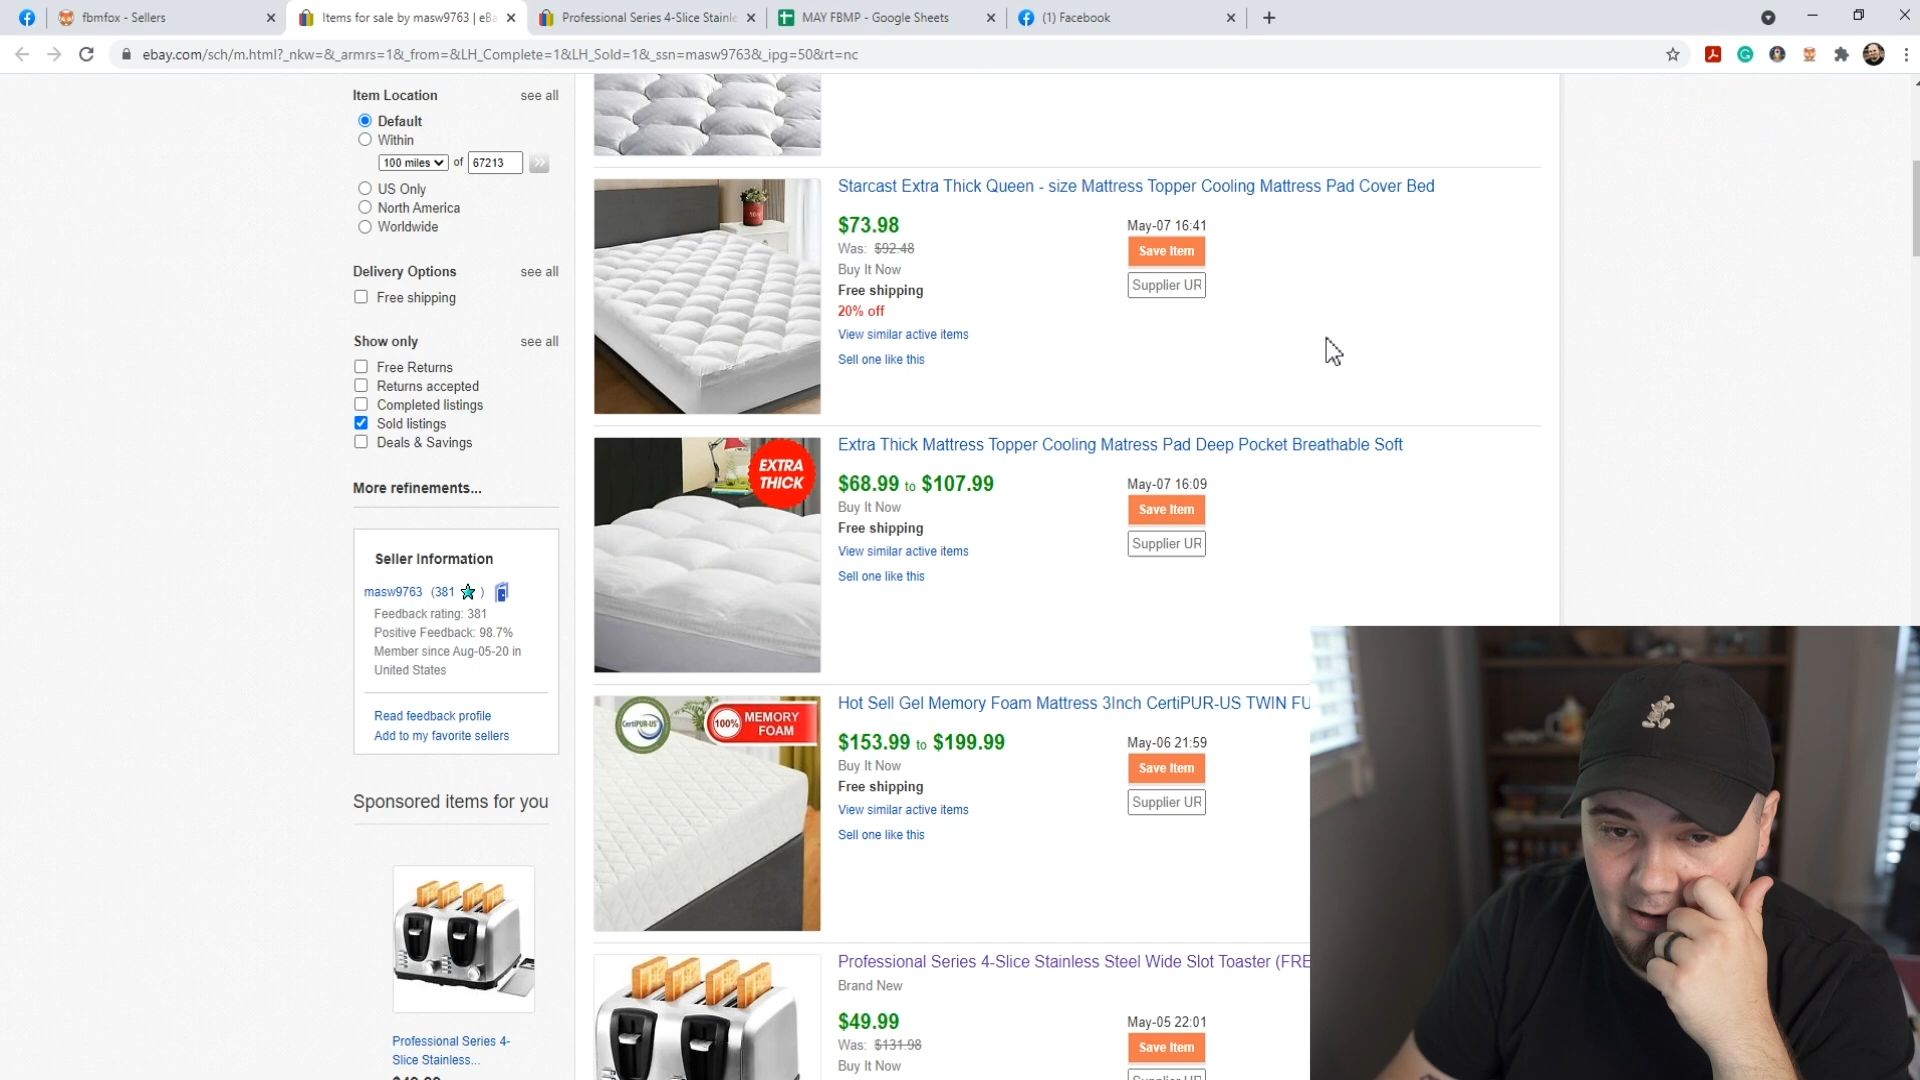 fbmfox - Sellers
Items for sale by masw9763 | eBa
Professional Series 4-Slice Stainle
MAY FBMP - Google Sheets
(1) Facebook
ebay.com/sch/m.html?_nkw=&_armrs=1&_from=&LH_Complete=1&LH_Sold=1&_ssn=masw9763&_ipg=50&rt=nc
Item Location see all
Default
Within
100 miles of 67213
US Only
North America
Worldwide
Delivery Options see all
Free shipping
Show only see all
Free Returns
Returns accepted
Completed listings
Sold listings
Deals & Savings
More refinements...
Seller Information
masw9763 (381 )
Feedback rating: 381
Positive Feedback: 98.7%
Member since Aug-05-20 in
United States
Read feedback profile
Add to my favorite sellers
Sponsored items for you
Professional Series 4-
Slice Stainless...
Starcast Extra Thick Queen - size Mattress Topper Cooling Mattress Pad Cover Bed
$73.98 May-07 16:41
Was: $92.48 Save Item
Buy It Now
Free shipping Supplier UR
20% off
View similar active items
Sell one like this
EXTRA
THICK
Extra Thick Mattress Topper Cooling Matress Pad Deep Pocket Breathable Soft
$68.99 to $107.99 May-07 16:09
Buy It Now Save Item
Free shipping Supplier UR
View similar active items
Sell one like this
CertiPUR-US
100% MEMORY
FOAM
Hot Sell Gel Memory Foam Mattress 3Inch CertiPUR-US TWIN FU
$153.99 to $199.99 May-06 21:59
Buy It Now Save Item
Free shipping Supplier UR
View similar active items
Sell one like this
Professional Series 4-Slice Stainless Steel Wide Slot Toaster (FRE
Brand New
$49.99 May-05 22:01
Was: $131.98 Save Item
Buy It Now